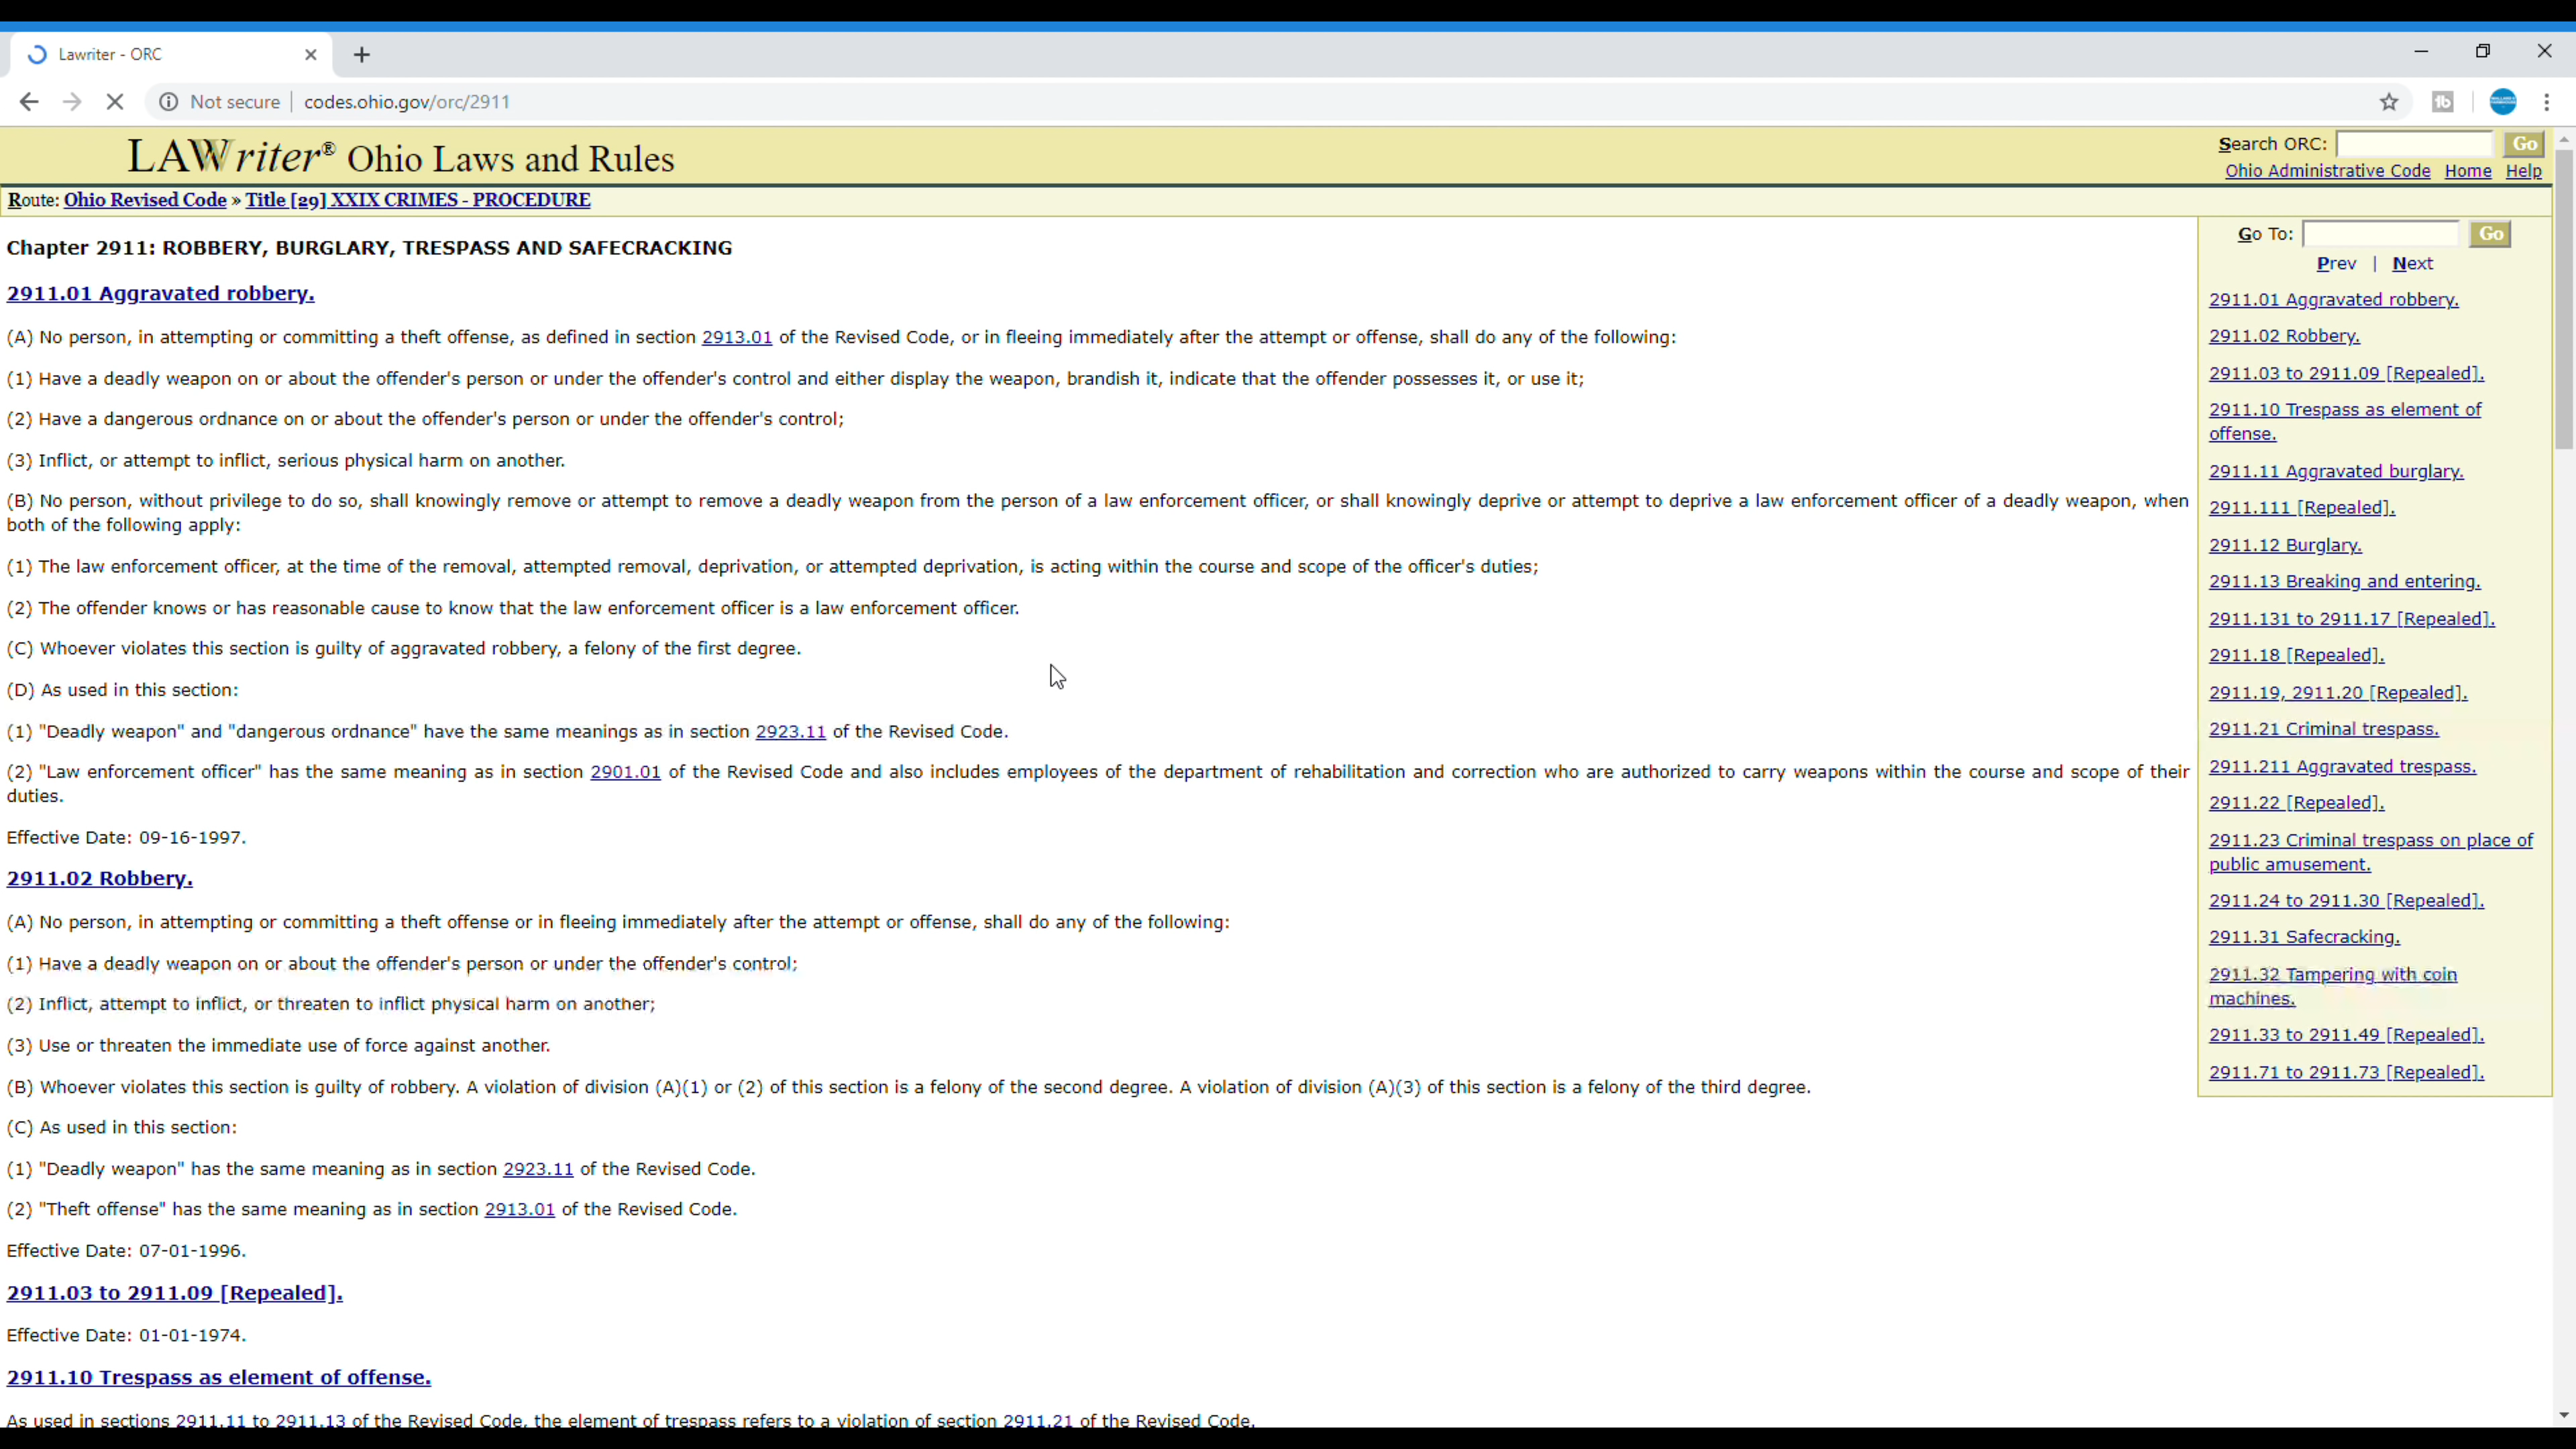 Lawriter - ORC
Not secure | codes.ohio.gov/orc/2911
LAWriter® Ohio Laws and Rules
Search ORC: Go
Ohio Administrative Code Home Help
Route: Ohio Revised Code » Title [29] XXIX CRIMES - PROCEDURE
Chapter 2911: ROBBERY, BURGLARY, TRESPASS AND SAFECRACKING
2911.01 Aggravated robbery.
(A) No person, in attempting or committing a theft offense, as defined in section 2913.01 of the Revised Code, or in fleeing immediately after the attempt or offense, shall do any of the following:
(1) Have a deadly weapon on or about the offender's person or under the offender's control and either display the weapon, brandish it, indicate that the offender possesses it, or use it;
(2) Have a dangerous ordnance on or about the offender's person or under the offender's control;
(3) Inflict, or attempt to inflict, serious physical harm on another.
(B) No person, without privilege to do so, shall knowingly remove or attempt to remove a deadly weapon from the person of a law enforcement officer, or shall knowingly deprive or attempt to deprive a law enforcement officer of a deadly weapon, when
both of the following apply:
(1) The law enforcement officer, at the time of the removal, attempted removal, deprivation, or attempted deprivation, is acting within the course and scope of the officer's duties;
(2) The offender knows or has reasonable cause to know that the law enforcement officer is a law enforcement officer.
(C) Whoever violates this section is guilty of aggravated robbery, a felony of the first degree.
(D) As used in this section:
(1) "Deadly weapon" and "dangerous ordnance" have the same meanings as in section 2923.11 of the Revised Code.
(2) "Law enforcement officer" has the same meaning as in section 2901.01 of the Revised Code and also includes employees of the department of rehabilitation and correction who are authorized to carry weapons within the course and scope of their
duties.
Effective Date: 09-16-1997.
2911.02 Robbery.
(A) No person, in attempting or committing a theft offense or in fleeing immediately after the attempt or offense, shall do any of the following:
(1) Have a deadly weapon on or about the offender's person or under the offender's control;
(2) Inflict, attempt to inflict, or threaten to inflict physical harm on another;
(3) Use or threaten the immediate use of force against another.
(B) Whoever violates this section is guilty of robbery. A violation of division (A)(1) or (2) of this section is a felony of the second degree. A violation of division (A)(3) of this section is a felony of the third degree.
(C) As used in this section:
(1) "Deadly weapon" has the same meaning as in section 2923.11 of the Revised Code.
(2) "Theft offense" has the same meaning as in section 2913.01 of the Revised Code.
Effective Date: 07-01-1996.
2911.03 to 2911.09 [Repealed].
Effective Date: 01-01-1974.
2911.10 Trespass as element of offense.
As used in sections 2911.11 to 2911.13 of the Revised Code, the element of trespass refers to a violation of section 2911.21 of the Revised Code.
Go To: Go
Prev | Next
2911.01 Aggravated robbery.
2911.02 Robbery.
2911.03 to 2911.09 [Repealed].
2911.10 Trespass as element of
offense.
2911.11 Aggravated burglary.
2911.111 [Repealed].
2911.12 Burglary.
2911.13 Breaking and entering.
2911.131 to 2911.17 [Repealed].
2911.18 [Repealed].
2911.19, 2911.20 [Repealed].
2911.21 Criminal trespass.
2911.211 Aggravated trespass.
2911.22 [Repealed].
2911.23 Criminal trespass on place of
public amusement.
2911.24 to 2911.30 [Repealed].
2911.31 Safecracking.
2911.32 Tampering with coin
machines.
2911.33 to 2911.49 [Repealed].
2911.71 to 2911.73 [Repealed].